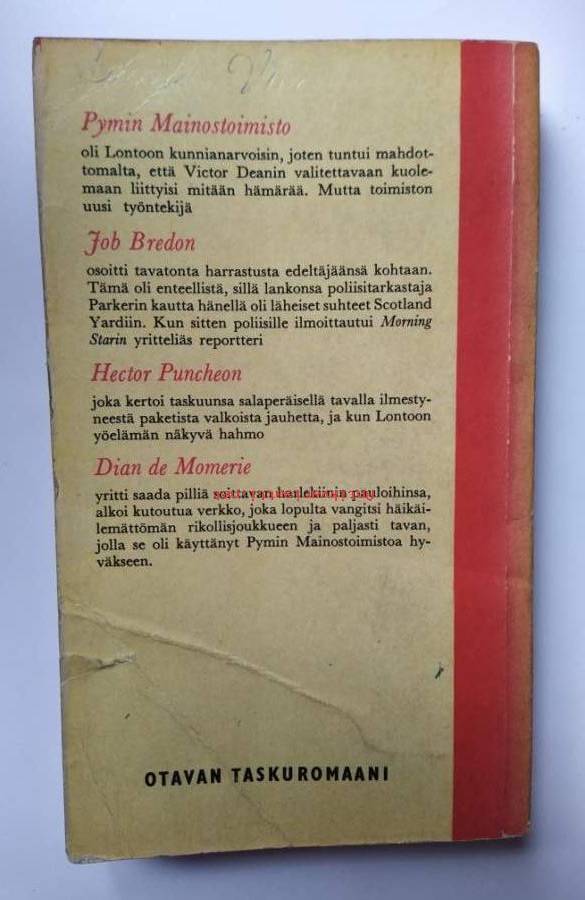 Pymin Mainostoimisto
oli Lontoon kunnianarvoisin, joten tuntui mahdot-
tomalta, että Victor Deanin valitettavaan kuole-
maan liittyisi mitään hämärää. Mutta toimiston
uusi työntekijä
Job Bredon
osoitti tavatonta harrastusta edeltäjäänsä kohtaan.
Tämä oli enteellistä, sillä lankonsa poliisitarkastaja
Parkerin kautta hänellä oli läheiset suhteet Scotland
Yardiin. Kun sitten poliisille ilmoittautui Morning
Starin yritteliäs reportteri
Hector Puncheon
joka kertoi taskuunsa salaperäisellä tavalla ilmesty-
neestä paketista valkoista jauhetta, ja kun Lontoon
yöelämän näkyvä hahmo
Dian de Momerie
yritti saada pilliä soittavan harlekiinin pauloihinsa,
alkoi kutoutua verkko, joka lopulta vangitsi häikäi-
lemättömän rikollisjoukkueen ja paljasti tavan,
jolla se oli käyttänyt Pymin Mainostoimistoa hy-
väkseen.
OTAVAN TASKUROMAANI